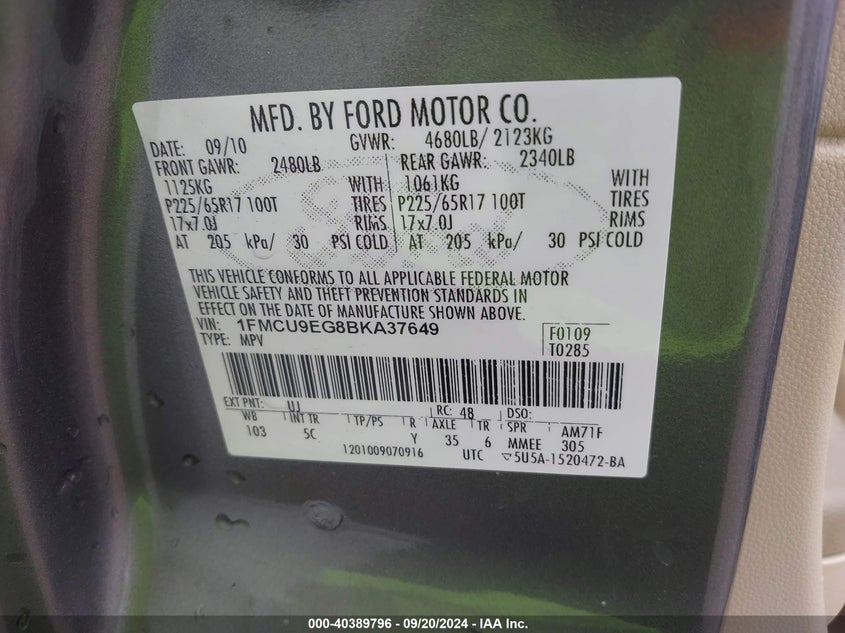 MFD. BY FORD MOTOR CO.
DATE: 09/10 GVWR: 4680LB/ 2123KG
FRONT GAWR: 2480LB REAR GAWR: 2340LB
1125KG WITH 1061KG WITH
P225/65R17 100T TIRES P225/65R17 100T TIRES
17x7.0J RIMS 17x7.0J RIMS
AT 205 kPa/ 30 PSI COLD AT 205 kPa/ 30 PSI COLD
THIS VEHICLE CONFORMS TO ALL APPLICABLE FEDERAL MOTOR
VEHICLE SAFETY AND THEFT PREVENTION STANDARDS IN
EFFECT ON THE DATE OF MANUFACTURE SHOWN ABOVE.
VIN: 1FMCU9EG8BKA37649 F0109
TYPE: MPV T0285
EXT PNT: UJ RC: 48 DSO:
WB INT TR TP/PS R AXLE TR SPR AM71F
103 5C Y 35 6 MMEE 305
1201009070916 UTC ▽5U5A-1520472-BA
000-40389796 - 09/20/2024 - IAA Inc.